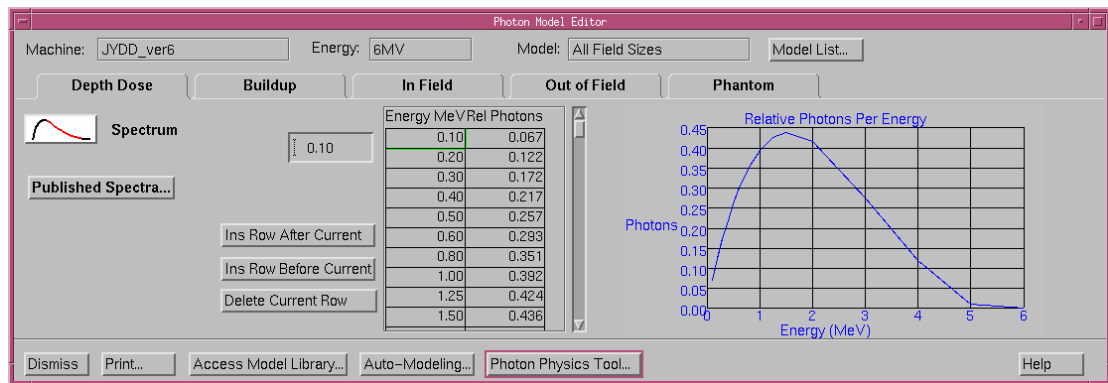 Photon Model Editor
Machine: JYDD_ver6 Energy: 6MV Model: All Field Sizes Model List...
Depth Dose Buildup In Field Out of Field Phantom
Spectrum
0.10
Published Spectra...
Ins Row After Current
Ins Row Before Current
Delete Current Row
Energy MeV Rel Photons
0.10 0.067
0.20 0.122
0.30 0.172
0.40 0.217
0.50 0.257
0.60 0.293
0.80 0.351
1.00 0.392
1.25 0.424
1.50 0.436
Relative Photons Per Energy
0.45
0.40
0.35
0.30
0.25
Photons
0.20
0.15
0.10
0.05
0.00
0 1 2 3 4 5 6
Energy (MeV)
Dismiss Print... Access Model Library... Auto-Modeling... Photon Physics Tool... Help